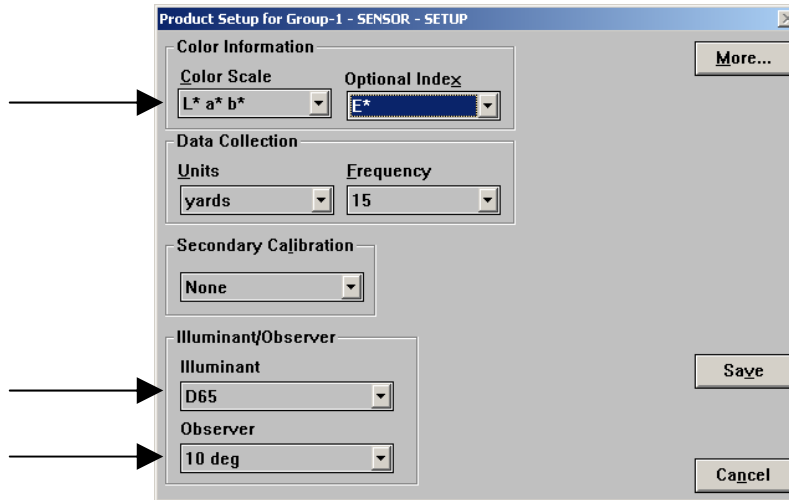 Product Setup for Group-1 - SENSOR - SETUP
Color Information
More...
Color Scale Optional Index
L* a* b* E*
Data Collection
Units Frequency
yards 15
Secondary Calibration
None
Illuminant/Observer
Illuminant
D65
Save
Observer
10 deg
Cancel